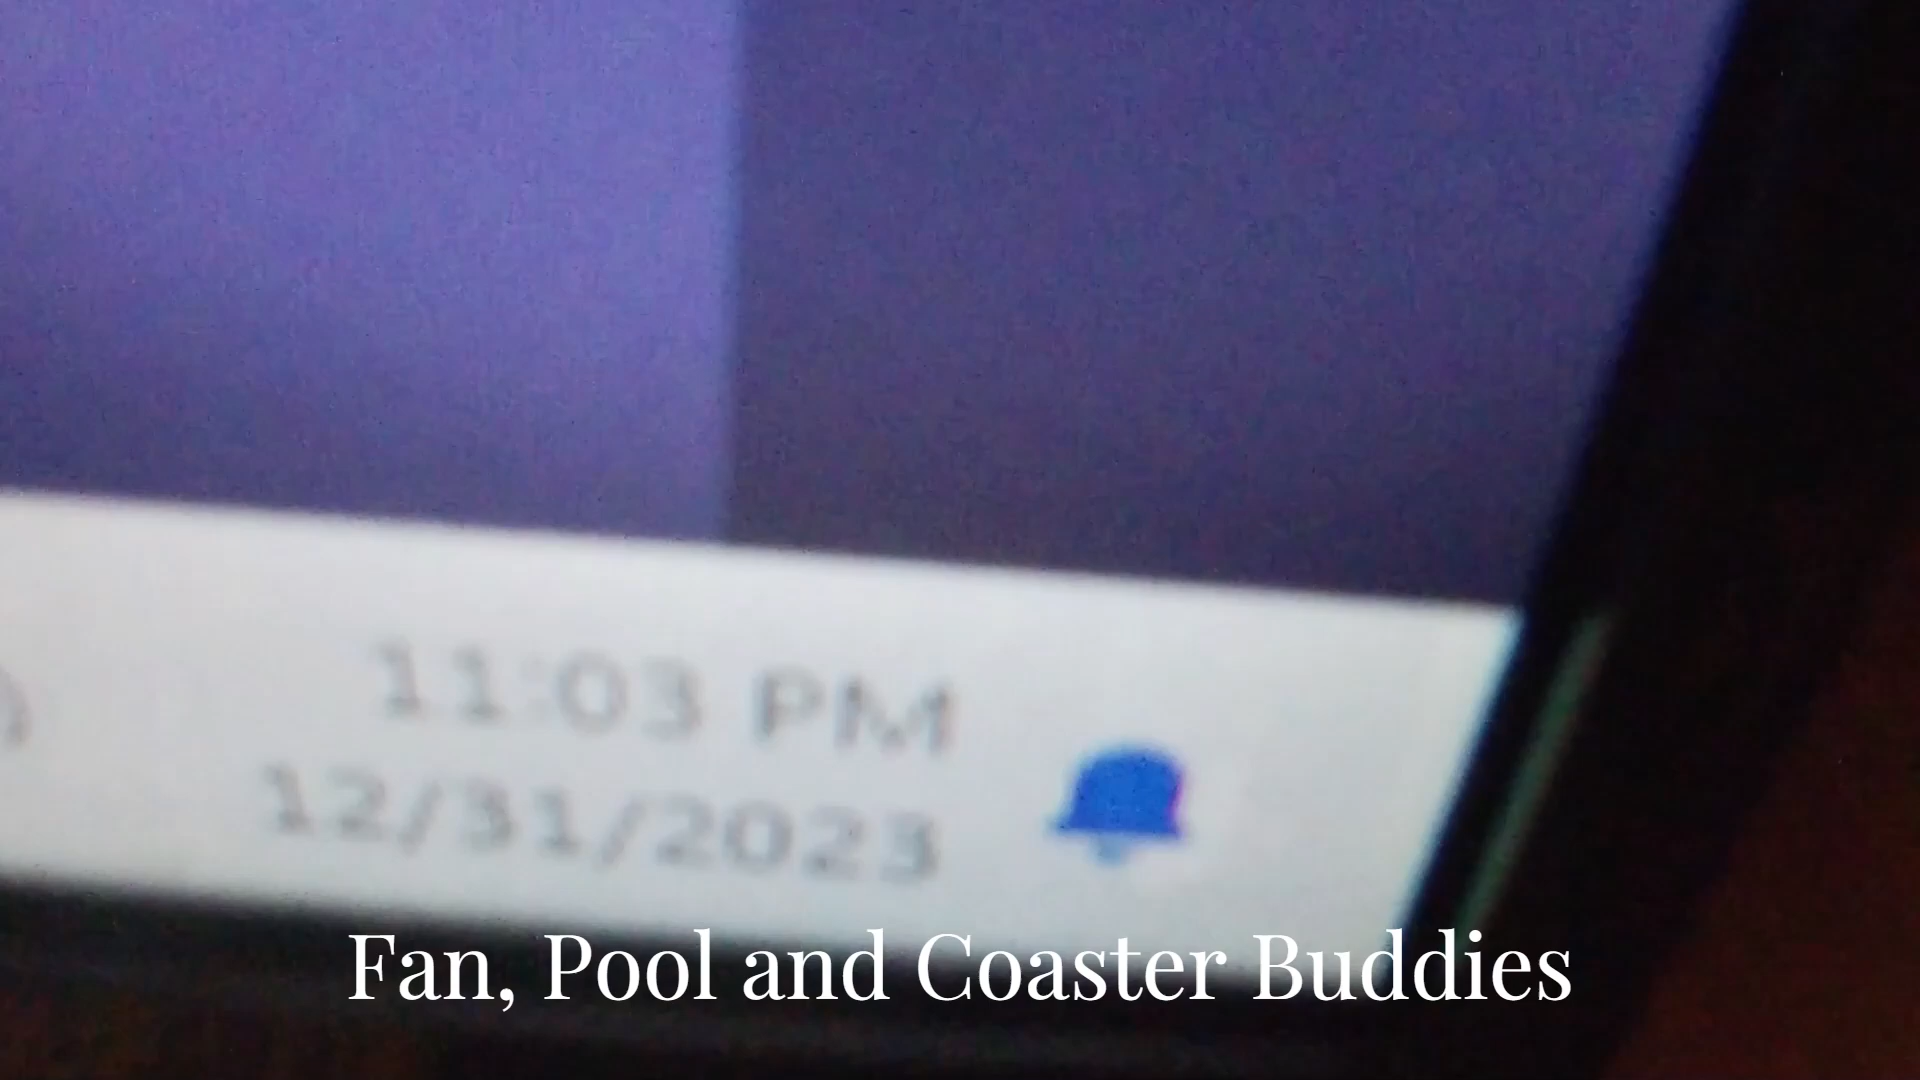 11:03 PM
12/31/2023
Fan, Pool and Coaster Buddies